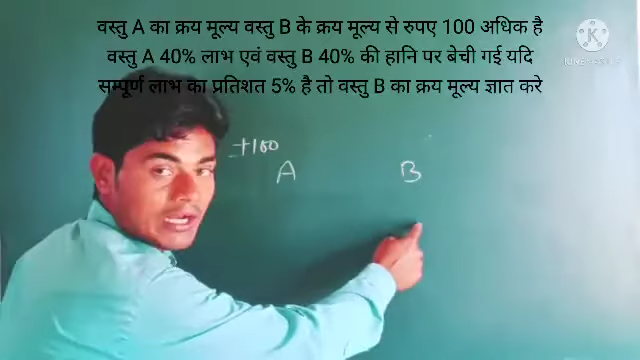 वस्तु A का क्रय मूल्य वस्तु B के क्रय मूल्य से रुपए 100 अधिक है
वस्तु A 40% लाभ एवं वस्तु B 40% की हानि पर बेची गई यदि
सम्पूर्ण लाभ का प्रतिशत 5% है तो वस्तु B का क्रय मूल्य ज्ञात करे
+100
A B